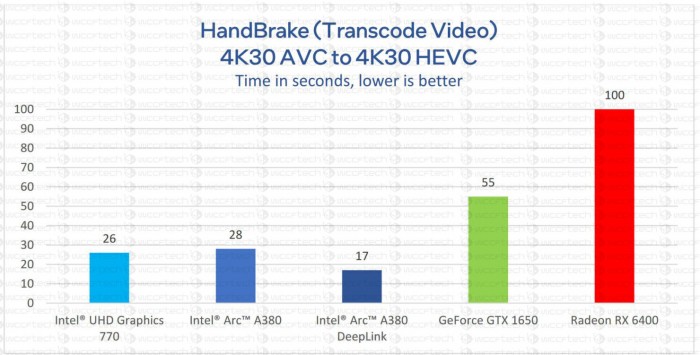 HandBrake (Transcode Video)
4K30 AVC to 4K30 HEVC
Time in seconds, lower is better
100
100
90
80
70
60
55
50
40
30
28
26
20
17
10
0
Intel® UHD Graphics 770
Intel® Arc™ A380
Intel® Arc™ A380 DeepLink
GeForce GTX 1650
Radeon RX 6400
wccftech